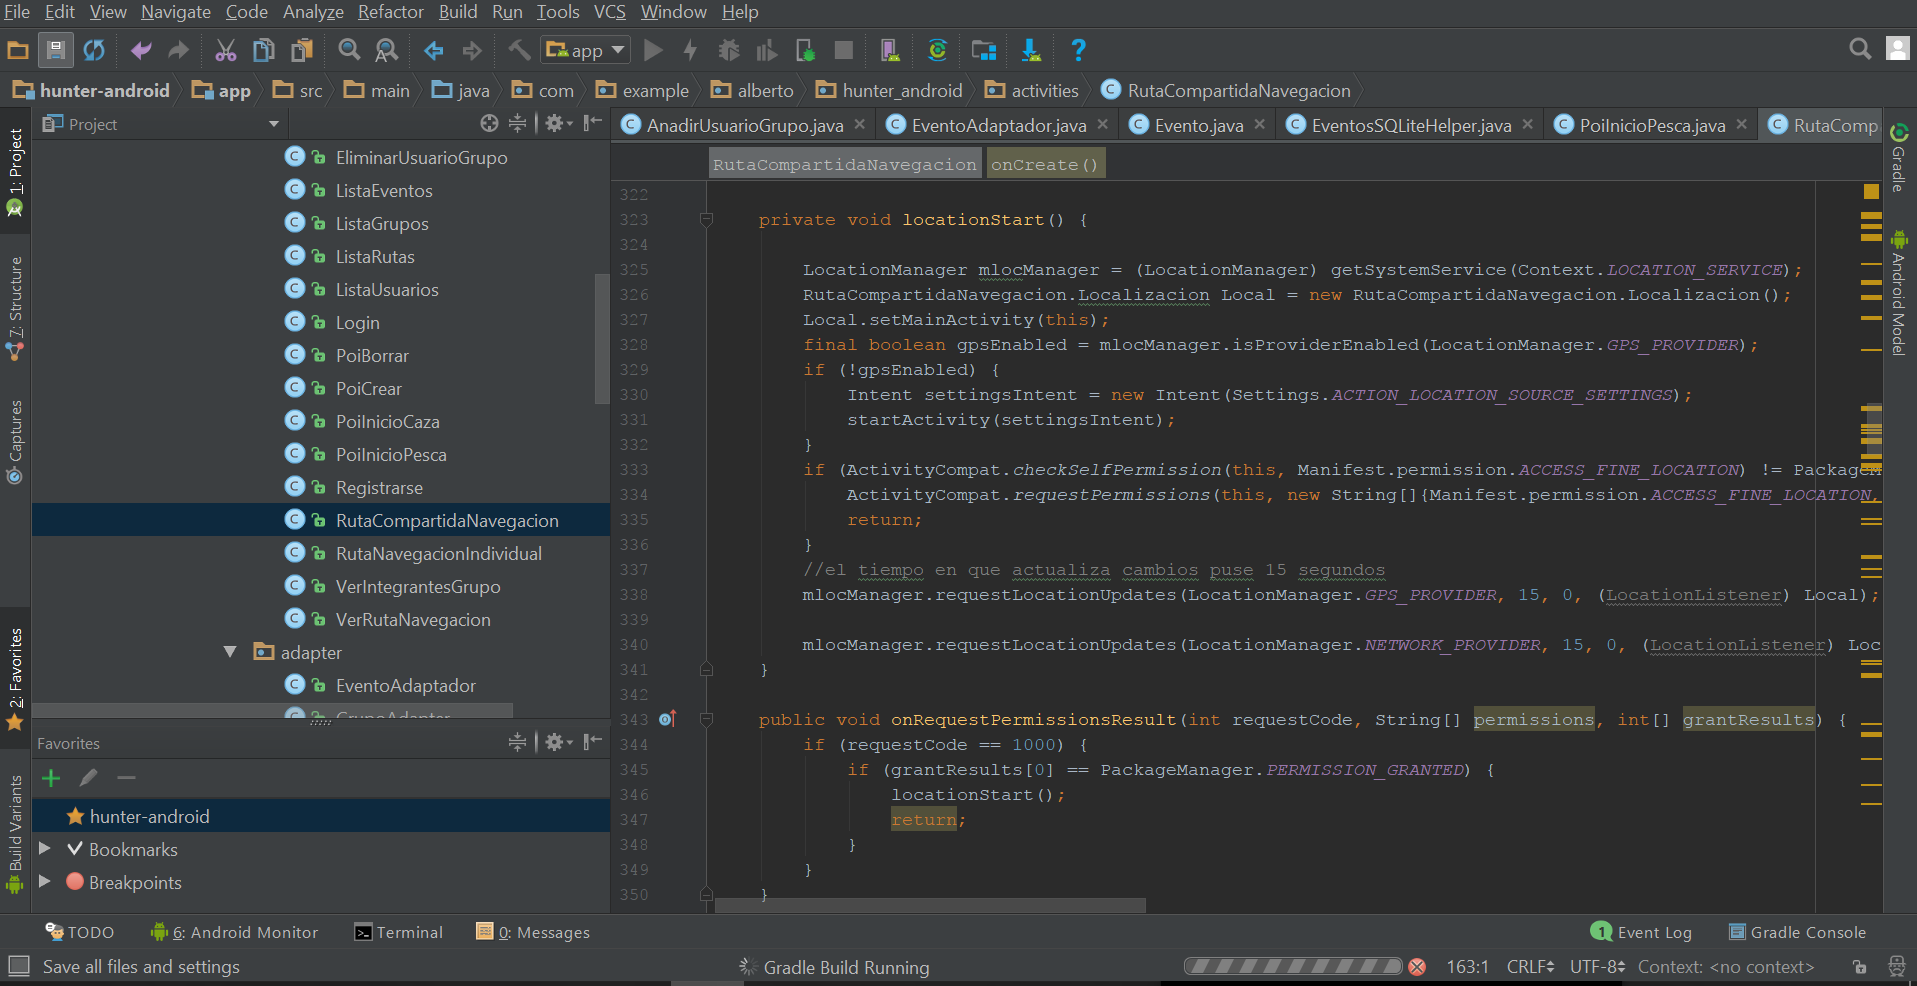 File Edit View Navigate Code Analyze Refactor Build Run Tools VCS Window Help
app
hunter-android app src main java com example alberto hunter_android activities RutaCompartidaNavegacion
Project
AnadirUsuarioGrupo.java EventoAdaptador.java Evento.java EventosSQLiteHelper.java PoiInicioPesca.java RutaComp
1: Project
7: Structure
Captures
2: Favorites
Build Variants
EliminarUsuarioGrupo
ListaEventos
ListaGrupos
ListaRutas
ListaUsuarios
Login
PoiBorrar
PoiCrear
PoiInicioCaza
PoiInicioPesca
Registrarse
RutaCompartidaNavegacion
RutaNavegacionIndividual
VerIntegrantesGrupo
VerRutaNavegacion
adapter
EventoAdaptador
GrupoAdapter
Favorites
hunter-android
Bookmarks
Breakpoints
RutaCompartidaNavegacion onCreate()
322
323 private void locationStart() {
324
325 LocationManager mlocManager = (LocationManager) getSystemService(Context.LOCATION_SERVICE);
326 RutaCompartidaNavegacion.Localizacion Local = new RutaCompartidaNavegacion.Localizacion();
327 Local.setMainActivity(this);
328 final boolean gpsEnabled = mlocManager.isProviderEnabled(LocationManager.GPS_PROVIDER);
329 if (!gpsEnabled) {
330 Intent settingsIntent = new Intent(Settings.ACTION_LOCATION_SOURCE_SETTINGS);
331 startActivity(settingsIntent);
332 }
333 if (ActivityCompat.checkSelfPermission(this, Manifest.permission.ACCESS_FINE_LOCATION) != PackageM
334 ActivityCompat.requestPermissions(this, new String[]{Manifest.permission.ACCESS_FINE_LOCATION,
335 return;
336 }
337 //el tiempo en que actualiza cambios puse 15 segundos
338 mlocManager.requestLocationUpdates(LocationManager.GPS_PROVIDER, 15, 0, (LocationListener) Local);
339
340 mlocManager.requestLocationUpdates(LocationManager.NETWORK_PROVIDER, 15, 0, (LocationListener) Loc
341 }
342
343 public void onRequestPermissionsResult(int requestCode, String[] permissions, int[] grantResults) {
344 if (requestCode == 1000) {
345 if (grantResults[0] == PackageManager.PERMISSION_GRANTED) {
346 locationStart();
347 return;
348 }
349 }
350 }
Gradle
Android Model
TODO 6: Android Monitor Terminal 0: Messages 1 Event Log Gradle Console
Save all files and settings Gradle Build Running 163:1 CRLF UTF-8 Context: <no context>